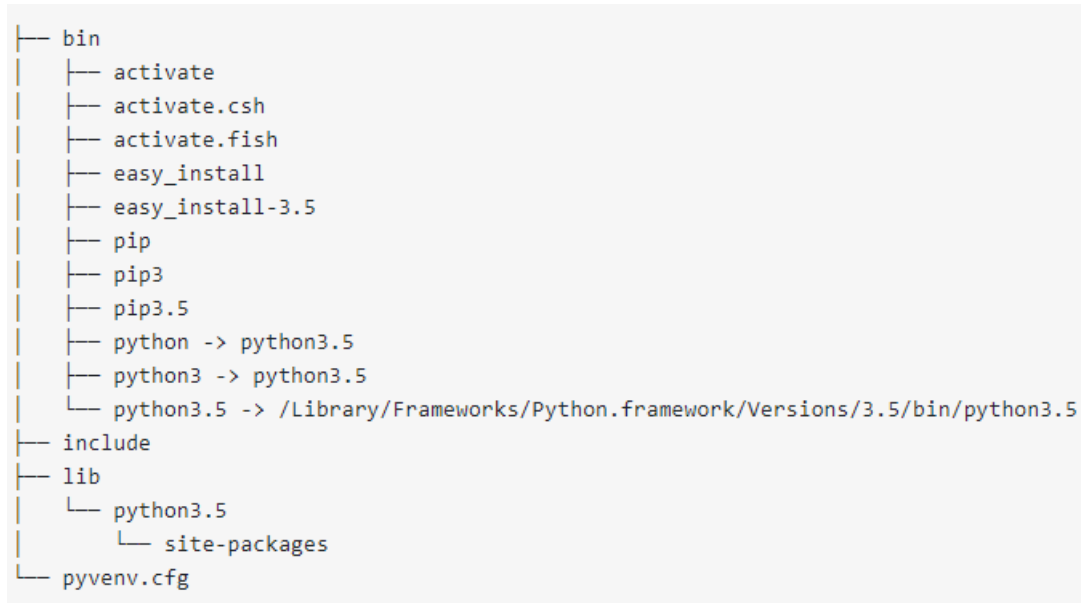 ├── bin
│   ├── activate
│   ├── activate.csh
│   ├── activate.fish
│   ├── easy_install
│   ├── easy_install-3.5
│   ├── pip
│   ├── pip3
│   ├── pip3.5
│   ├── python -> python3.5
│   ├── python3 -> python3.5
│   └── python3.5 -> /Library/Frameworks/Python.framework/Versions/3.5/bin/python3.5
├── include
├── lib
│   └── python3.5
│       └── site-packages
└── pyvenv.cfg